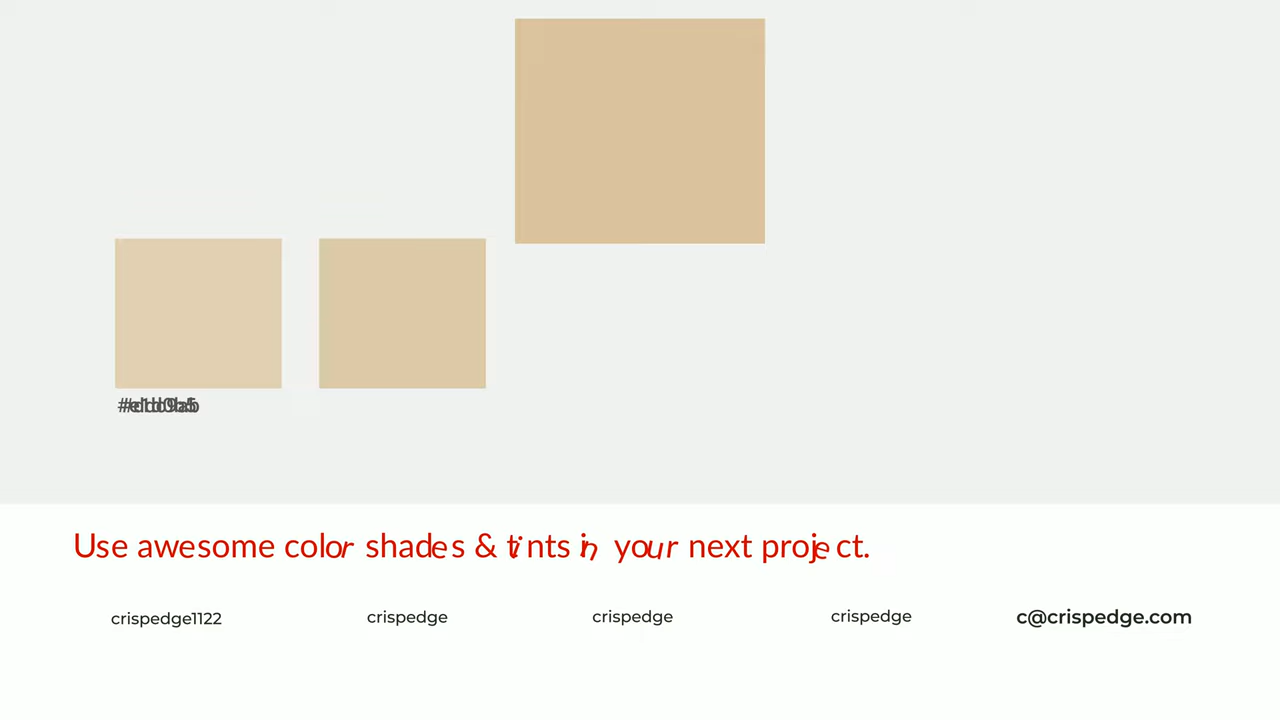 Use awesome color shades & tints in your next project.
crispedge1122 crispedge crispedge crispedge c@crispedge.com